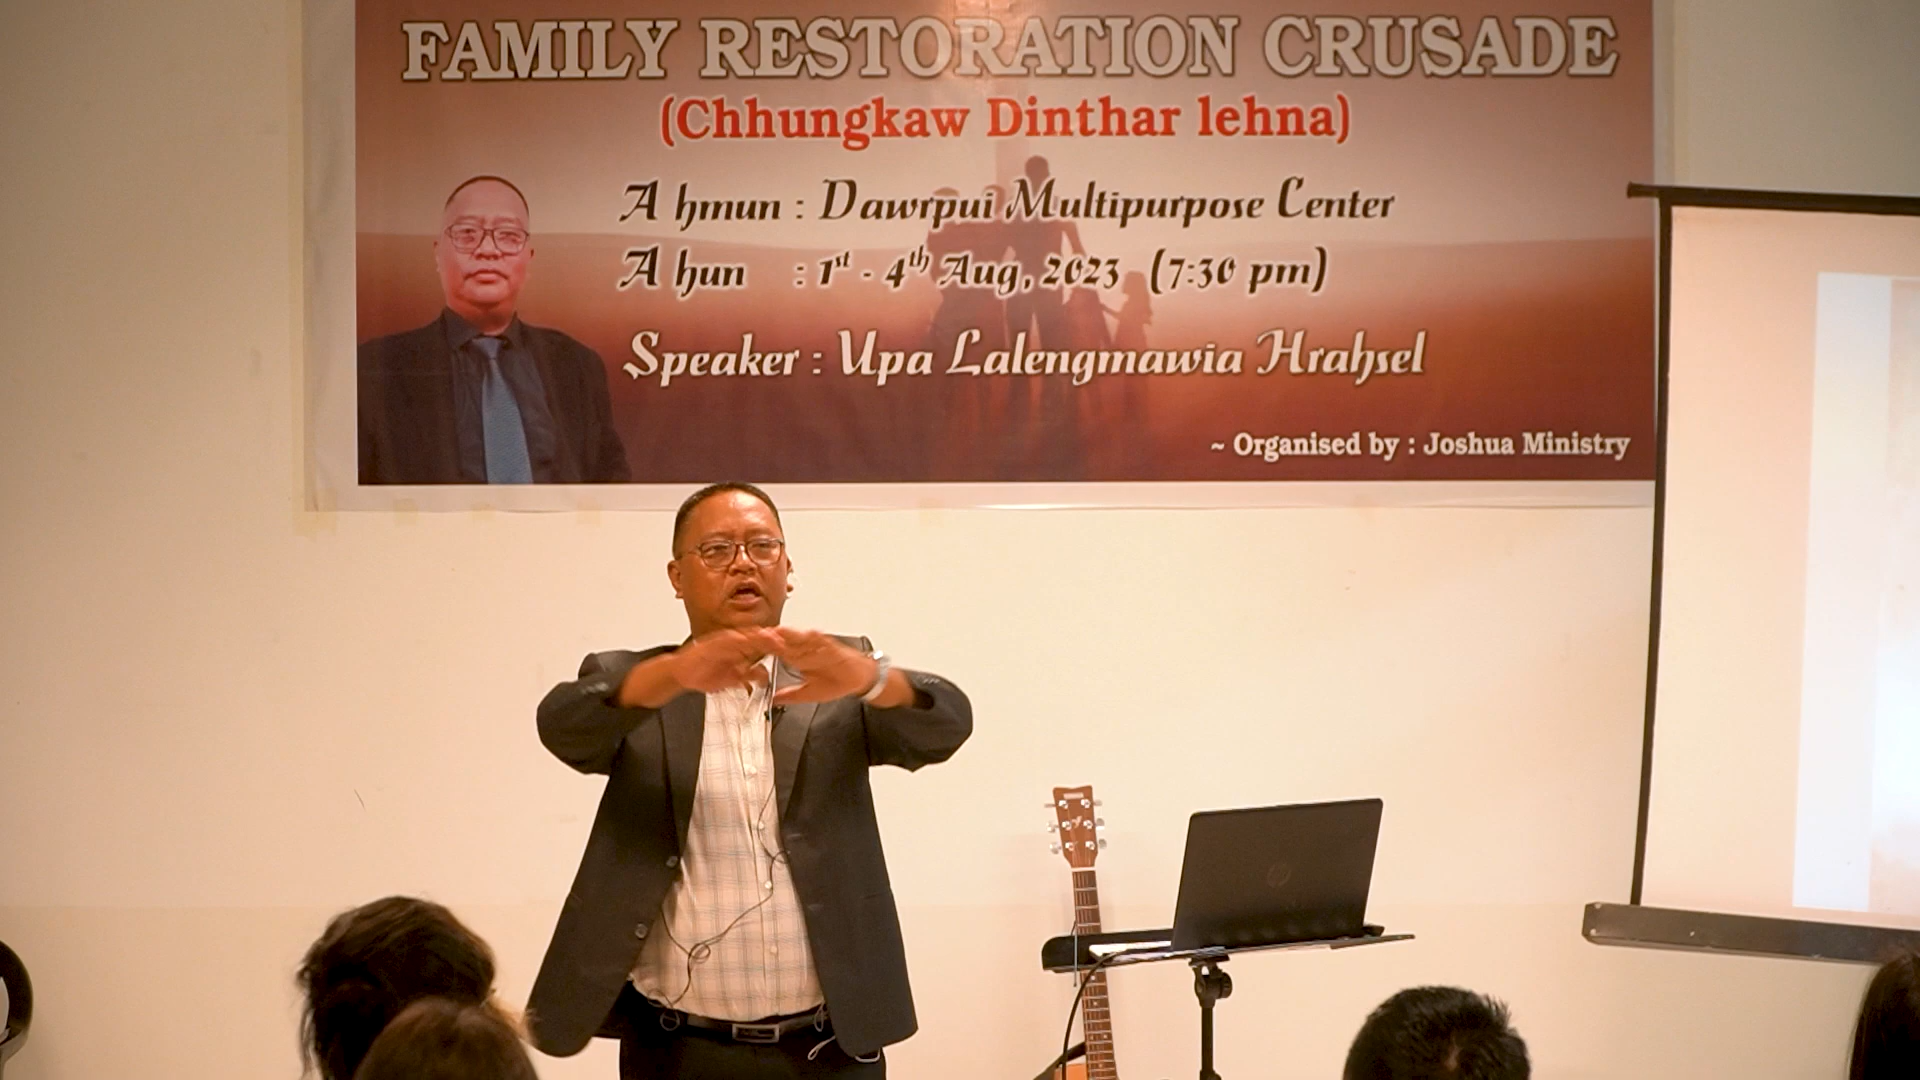 FAMILY RESTORATION CRUSADE
(Chhungkaw Dinthar lehna)
A hmun : Dawrpui Multipurpose Center
A hun : 1st - 4th Aug, 2023 (7:30 pm)
Speaker : Upa Lalengmawia Hrahsel
~ Organised by : Joshua Ministry